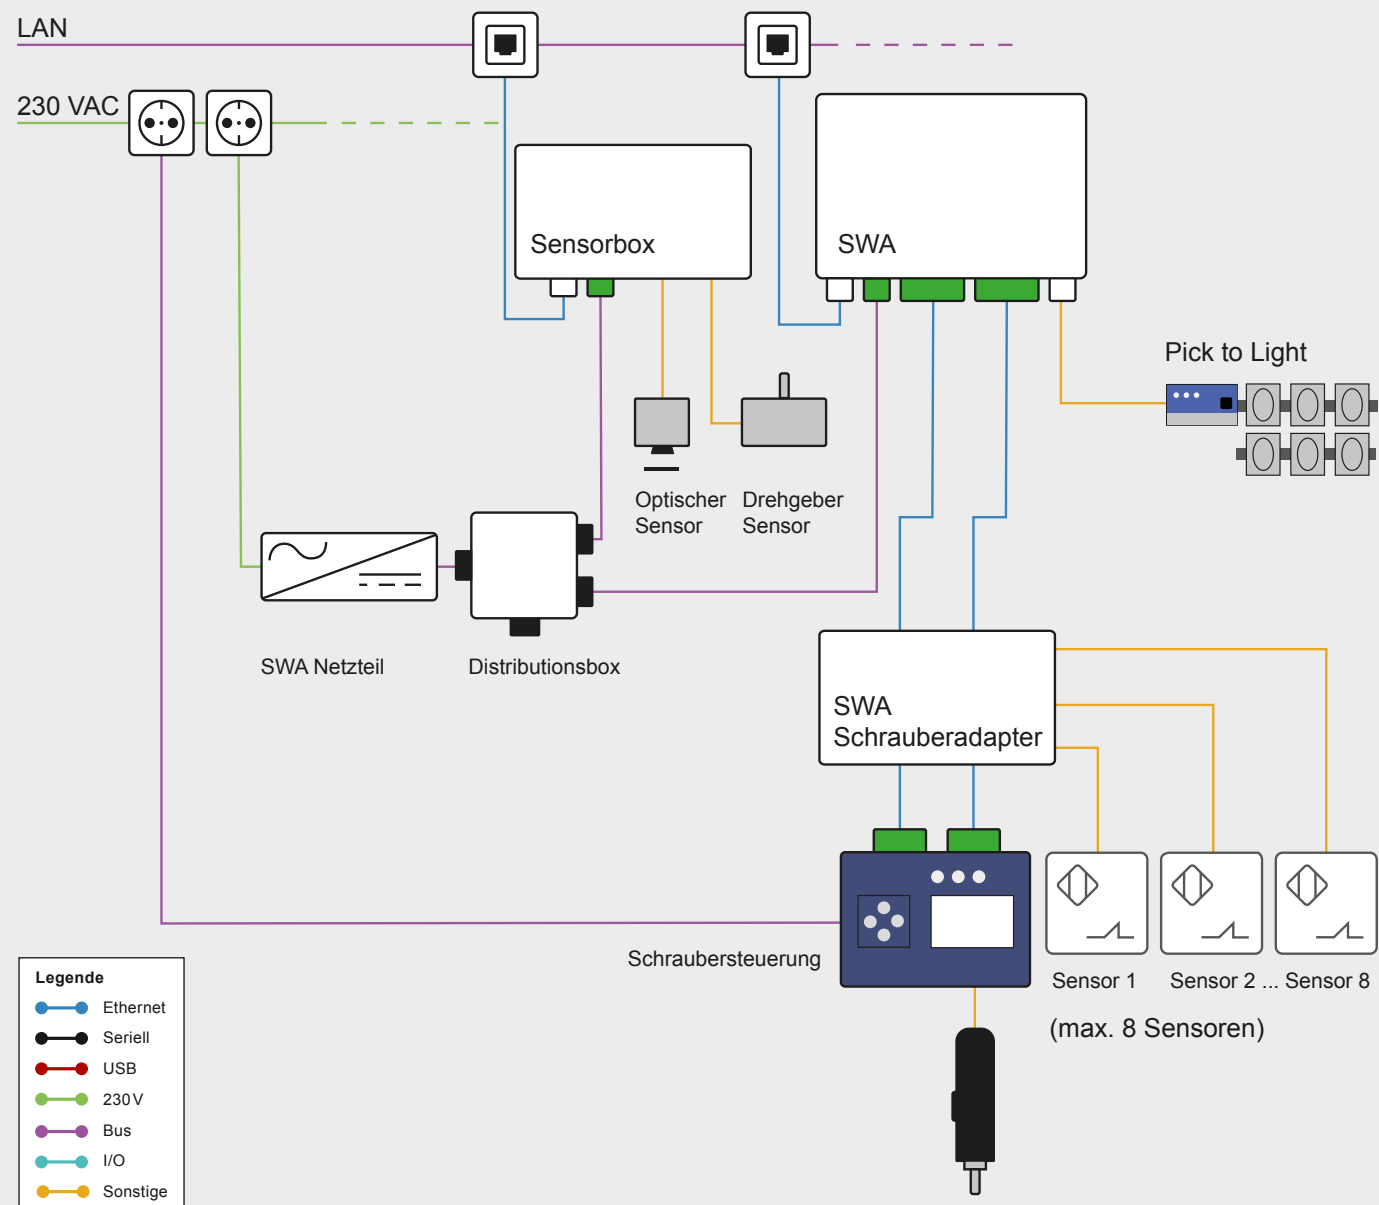 LAN
230 VAC
Sensorbox
SWA
Pick to Light
Optischer
Sensor
Drehgeber
Sensor
SWA Netzteil
Distributionsbox
SWA
Schrauberadapter
Schraubersteuerung
Sensor 1
Sensor 2 ... Sensor 8
(max. 8 Sensoren)
Legende
Ethernet
Seriell
USB
230 V
Bus
I/O
Sonstige